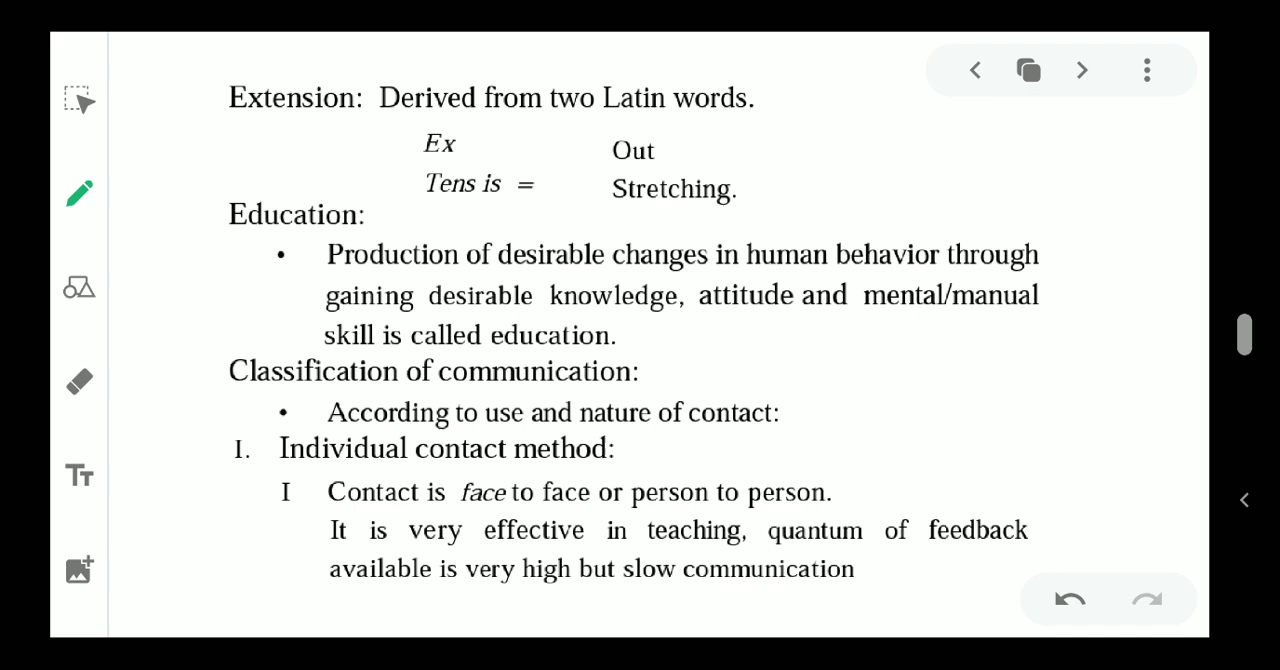 Extension: Derived from two Latin words.
Ex Out
Tens is = Stretching.
Education:
• Production of desirable changes in human behavior through
gaining desirable knowledge, attitude and mental/manual
skill is called education.
Classification of communication:
• According to use and nature of contact:
I. Individual contact method:
I Contact is face to face or person to person.
It is very effective in teaching, quantum of feedback
available is very high but slow communication
TT